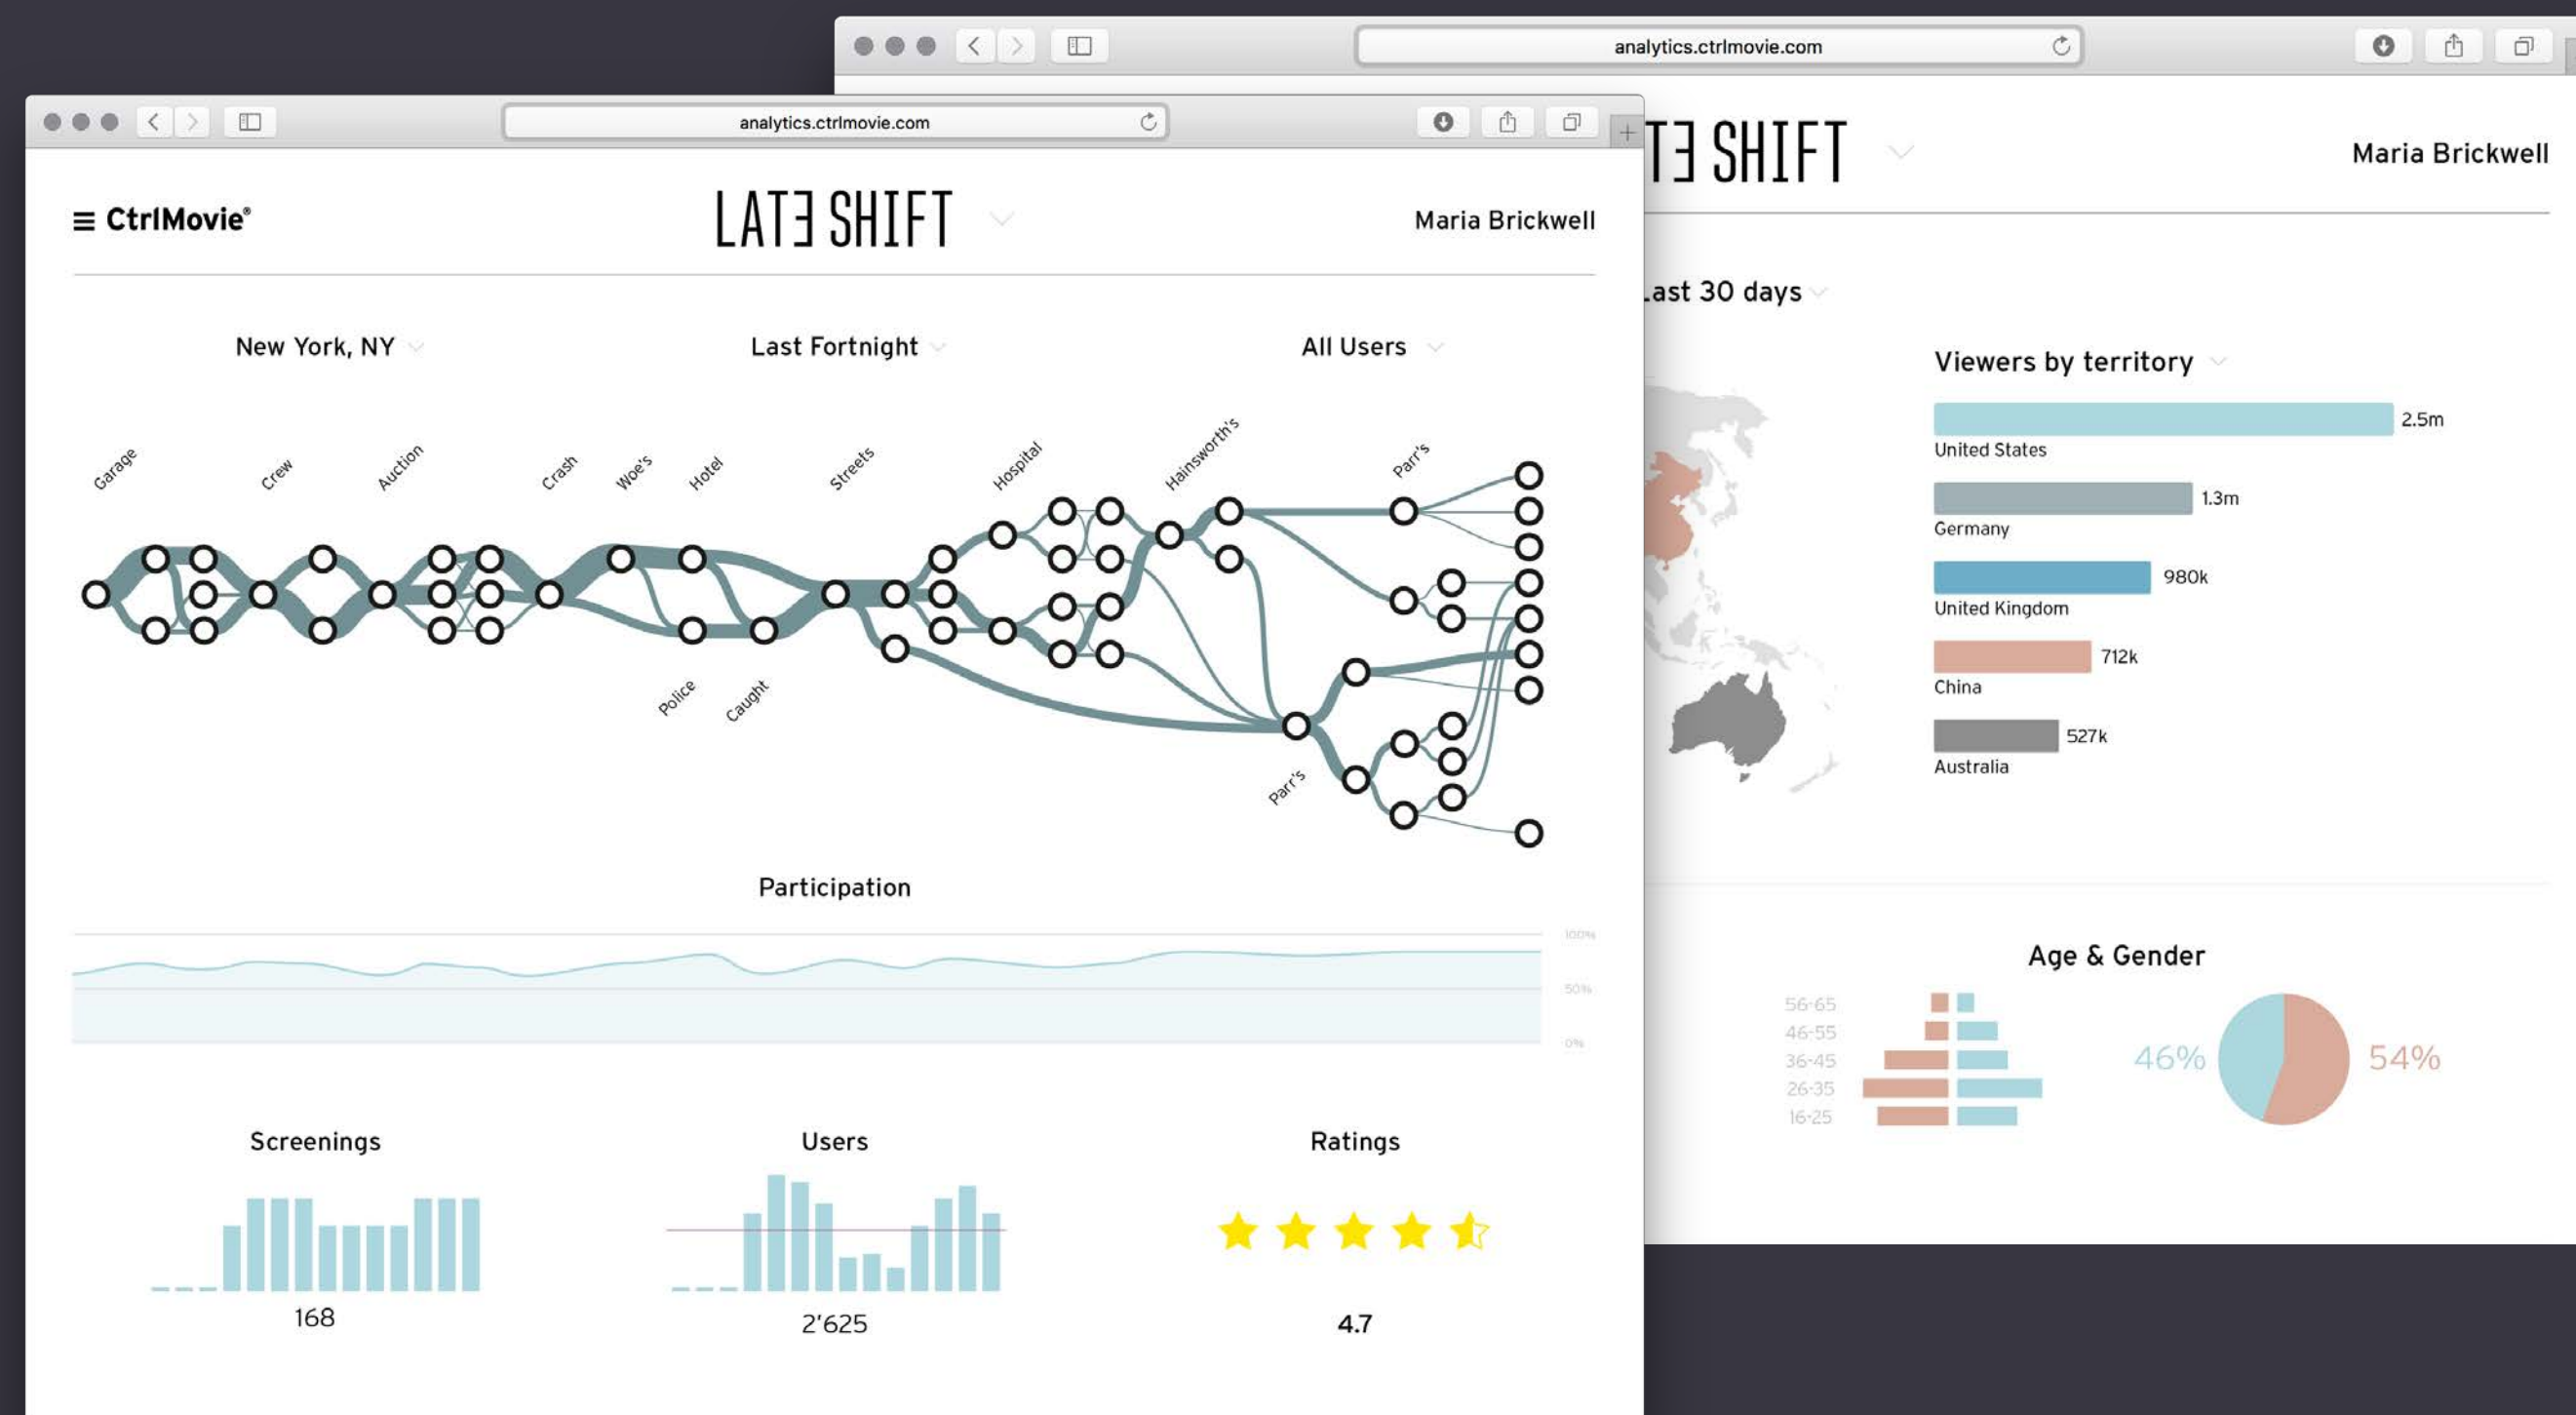 analytics.ctrlmovie.com
analytics.ctrlmovie.com
CtrlMovie®
LATƎ SHIFT
Maria Brickwell
New York, NY
Last Fortnight
All Users
Garage
Crew
Auction
Crash
Woe's
Hotel
Streets
Hospital
Hainsworth's
Parr's
Police
Caught
Parr's
Participation
100%
50%
0%
Screenings
Users
Ratings
168
2'625
4.7
TƎ SHIFT
Maria Brickwell
Last 30 days
Viewers by territory
2.5m
United States
1.3m
Germany
980k
United Kingdom
712k
China
527k
Australia
Age & Gender
56-65
46-55
36-45
26-35
16-25
46%
54%